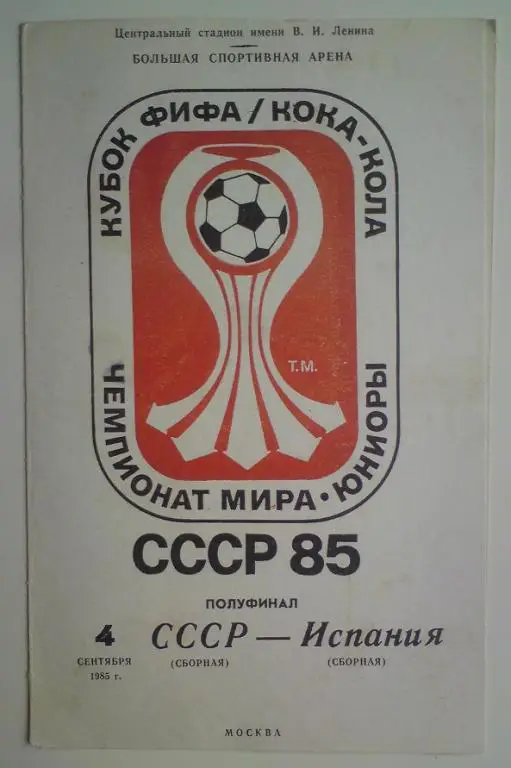 Центральный стадион имени В. И. Ленина
БОЛЬШАЯ СПОРТИВНАЯ АРЕНА
КУБОК ФИФА/КОКА-КОЛА
Т.М.
ЧЕМПИОНАТ МИРА·ЮНИОРЫ
СССР 85
ПОЛУФИНАЛ
4 СССР — Испания
СЕНТЯБРЯ (СБОРНАЯ) (СБОРНАЯ)
1985 г.
МОСКВА